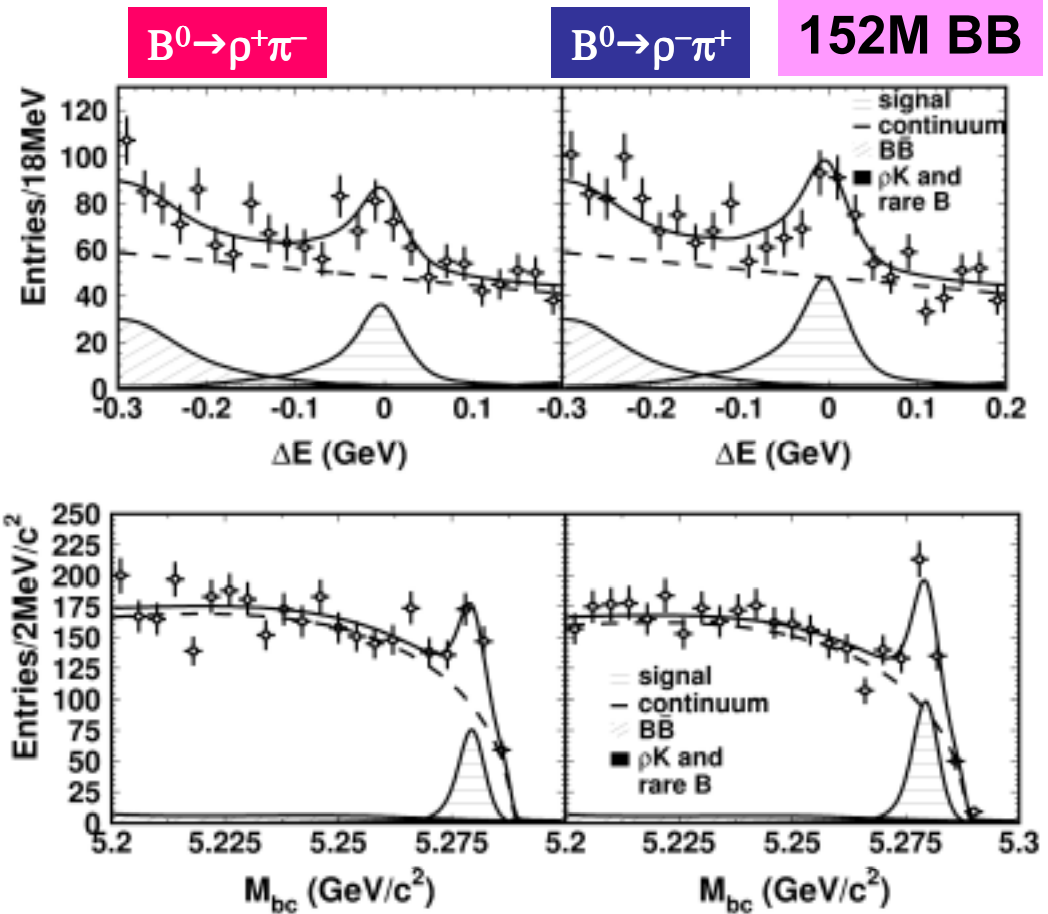 B⁰→ρ⁺π⁻
B⁰→ρ⁻π⁺
152M BB
Entries/18MeV
120
100
80
60
40
20
0
signal
continuum
BB̄
ρK and
rare B
-0.3 -0.2 -0.1 0 0.1 -0.3 -0.2 -0.1 0 0.1 0.2
ΔE (GeV) ΔE (GeV)
Entries/2MeV/c²
250
225
200
175
150
125
100
75
50
25
0
signal
continuum
BB̄
ρK and
rare B
5.2 5.225 5.25 5.275 5.2 5.225 5.25 5.275 5.3
M_bc (GeV/c²) M_bc (GeV/c²)